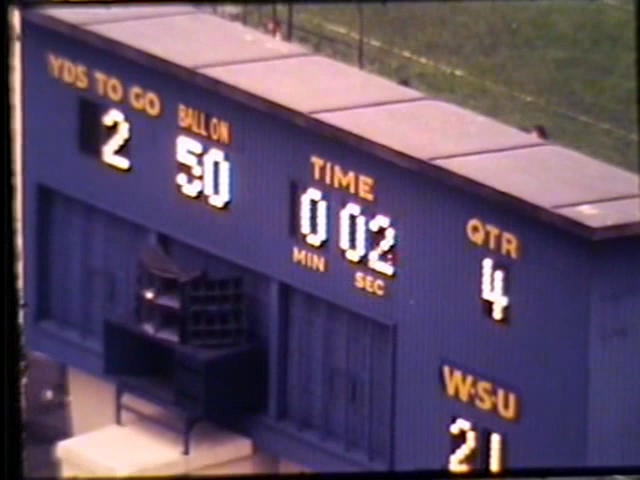 YDS TO GO
2
BALL ON
50
TIME
0 02
MIN SEC
QTR
4
W·S·U
21